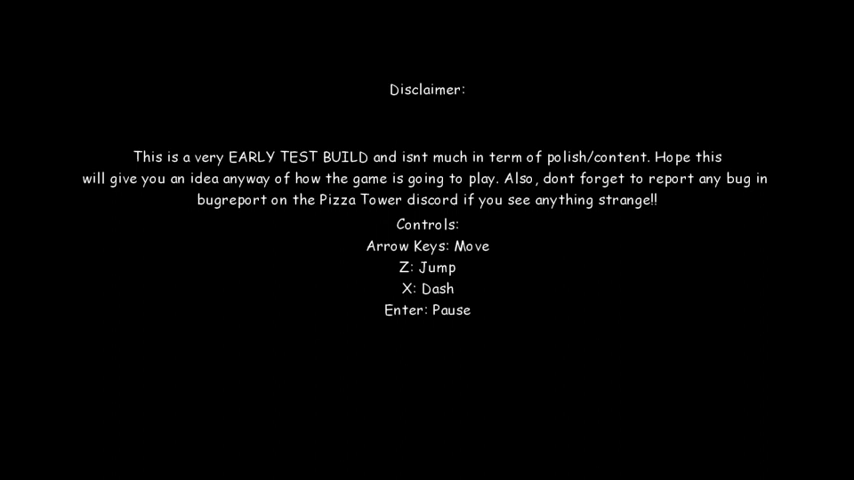 Disclaimer:
This is a very EARLY TEST BUILD and isnt much in term of polish/content. Hope this
will give you an idea anyway of how the game is going to play. Also, dont forget to report any bug in
bugreport on the Pizza Tower discord if you see anything strange!!
Controls:
Arrow Keys: Move
Z: Jump
X: Dash
Enter: Pause